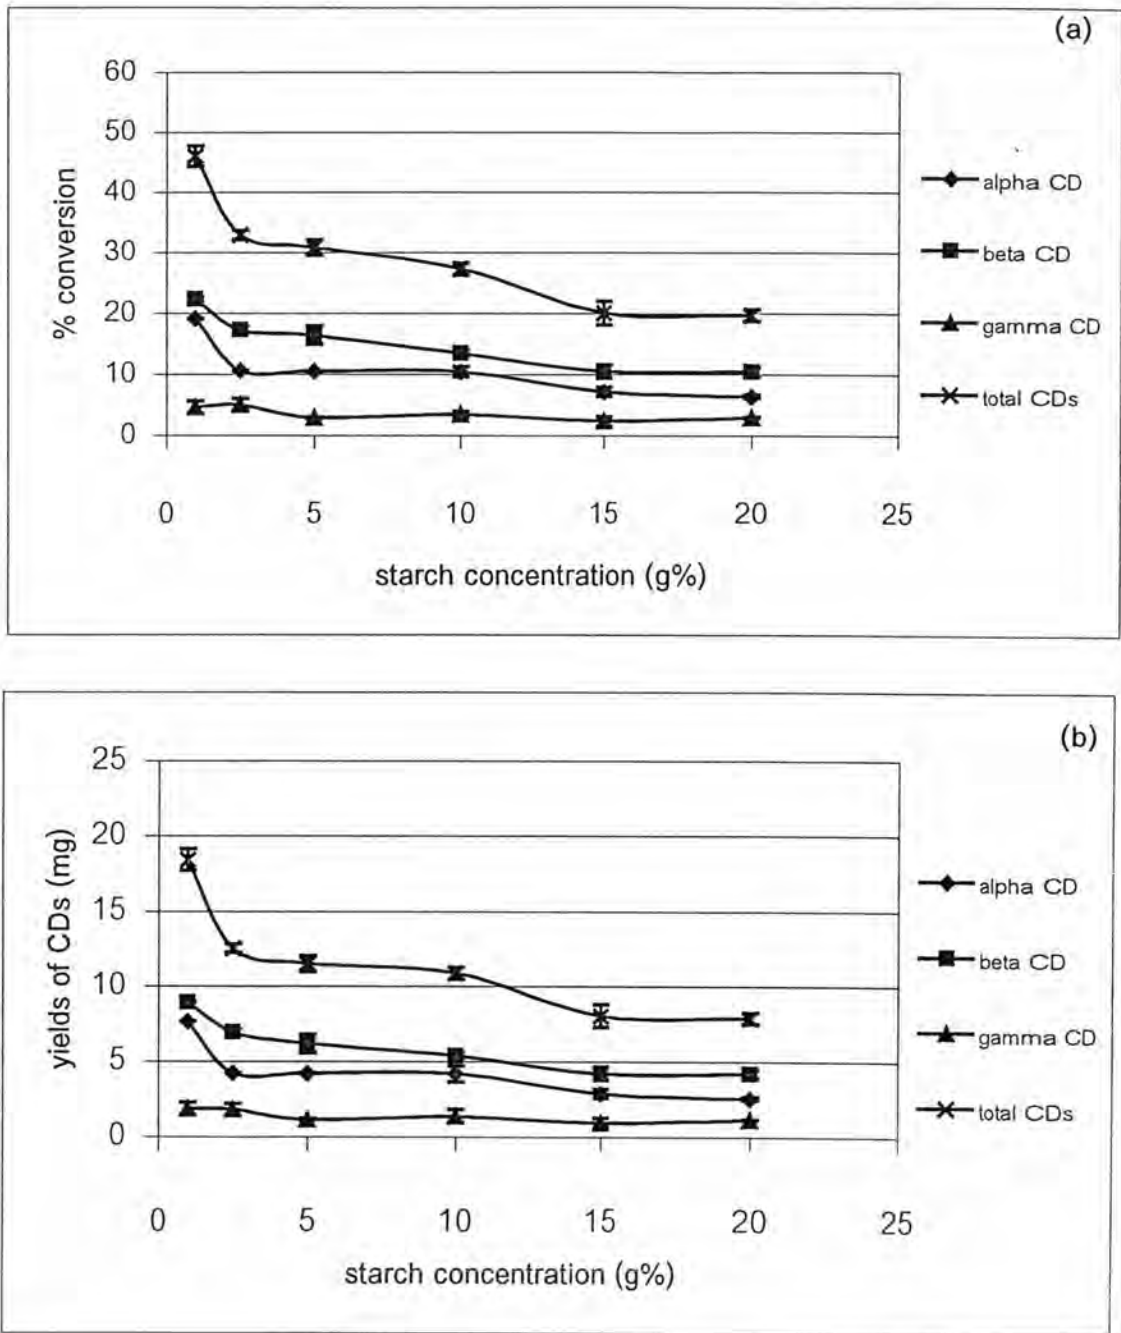 (a)
60
50
40
30
20
10
0
% conversion
0 5 10 15 20 25
starch concentration (g%)
alpha CD
beta CD
gamma CD
total CDs
(b)
25
20
15
10
5
0
yields of CDs (mg)
0 5 10 15 20 25
starch concentration (g%)
alpha CD
beta CD
gamma CD
total CDs